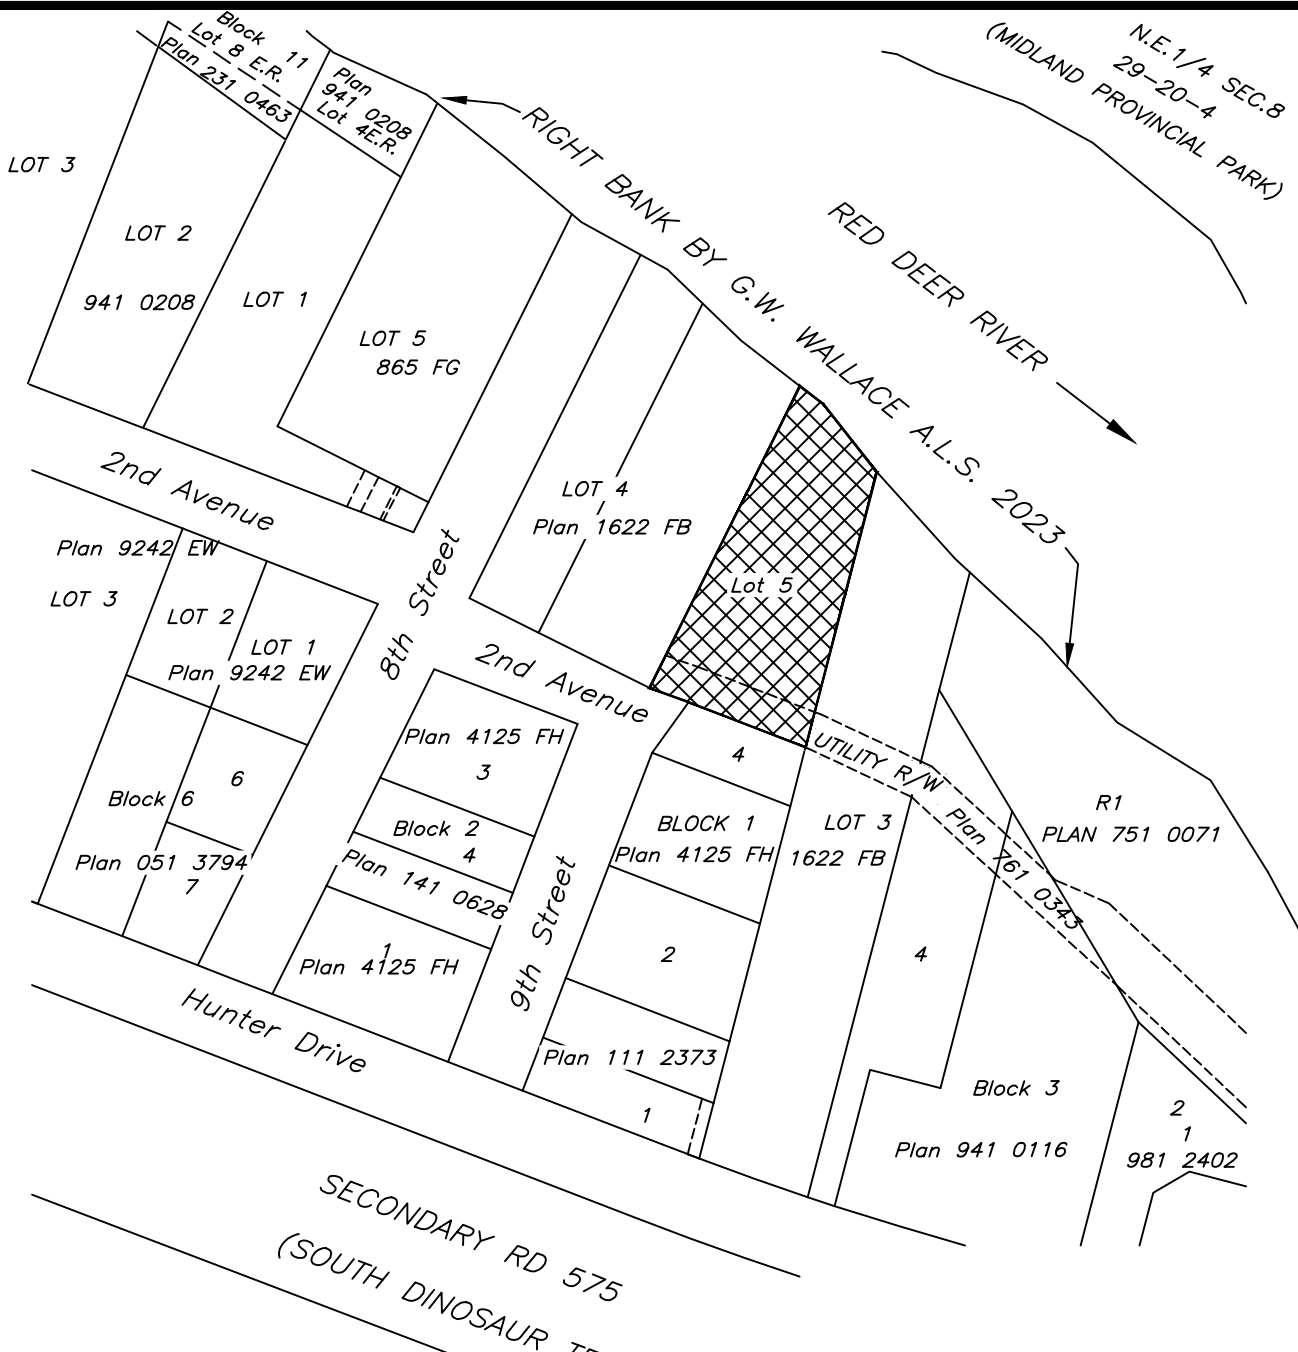 Block 11
Lot 8 E.R.
Plan 231 0463
Plan
941 0208
Lot 4E.R.
N.E.1/4 SEC.8
29-20-4
(MIDLAND PROVINCIAL PARK)
RIGHT BANK BY G.W. WALLACE A.L.S. 2023
RED DEER RIVER
LOT 3
LOT 2
941 0208
LOT 1
LOT 5
865 FG
2nd Avenue
LOT 4
Plan 1622 FB
Lot 5
8th Street
Plan 9242 EW
LOT 3
LOT 2
LOT 1
Plan 9242 EW
2nd Avenue
Plan 4125 FH
3
4
UTILITY R/W Plan 761 0343
6
Block 6
Plan 051 3794
7
Block 2
4
Plan 141 0628
1
Plan 4125 FH
9th Street
BLOCK 1
Plan 4125 FH
LOT 3
1622 FB
R1
PLAN 751 0071
2
4
Plan 111 2373
1
Block 3
Plan 941 0116
2
1
981 2402
Hunter Drive
SECONDARY RD 575
(SOUTH DINOSAUR